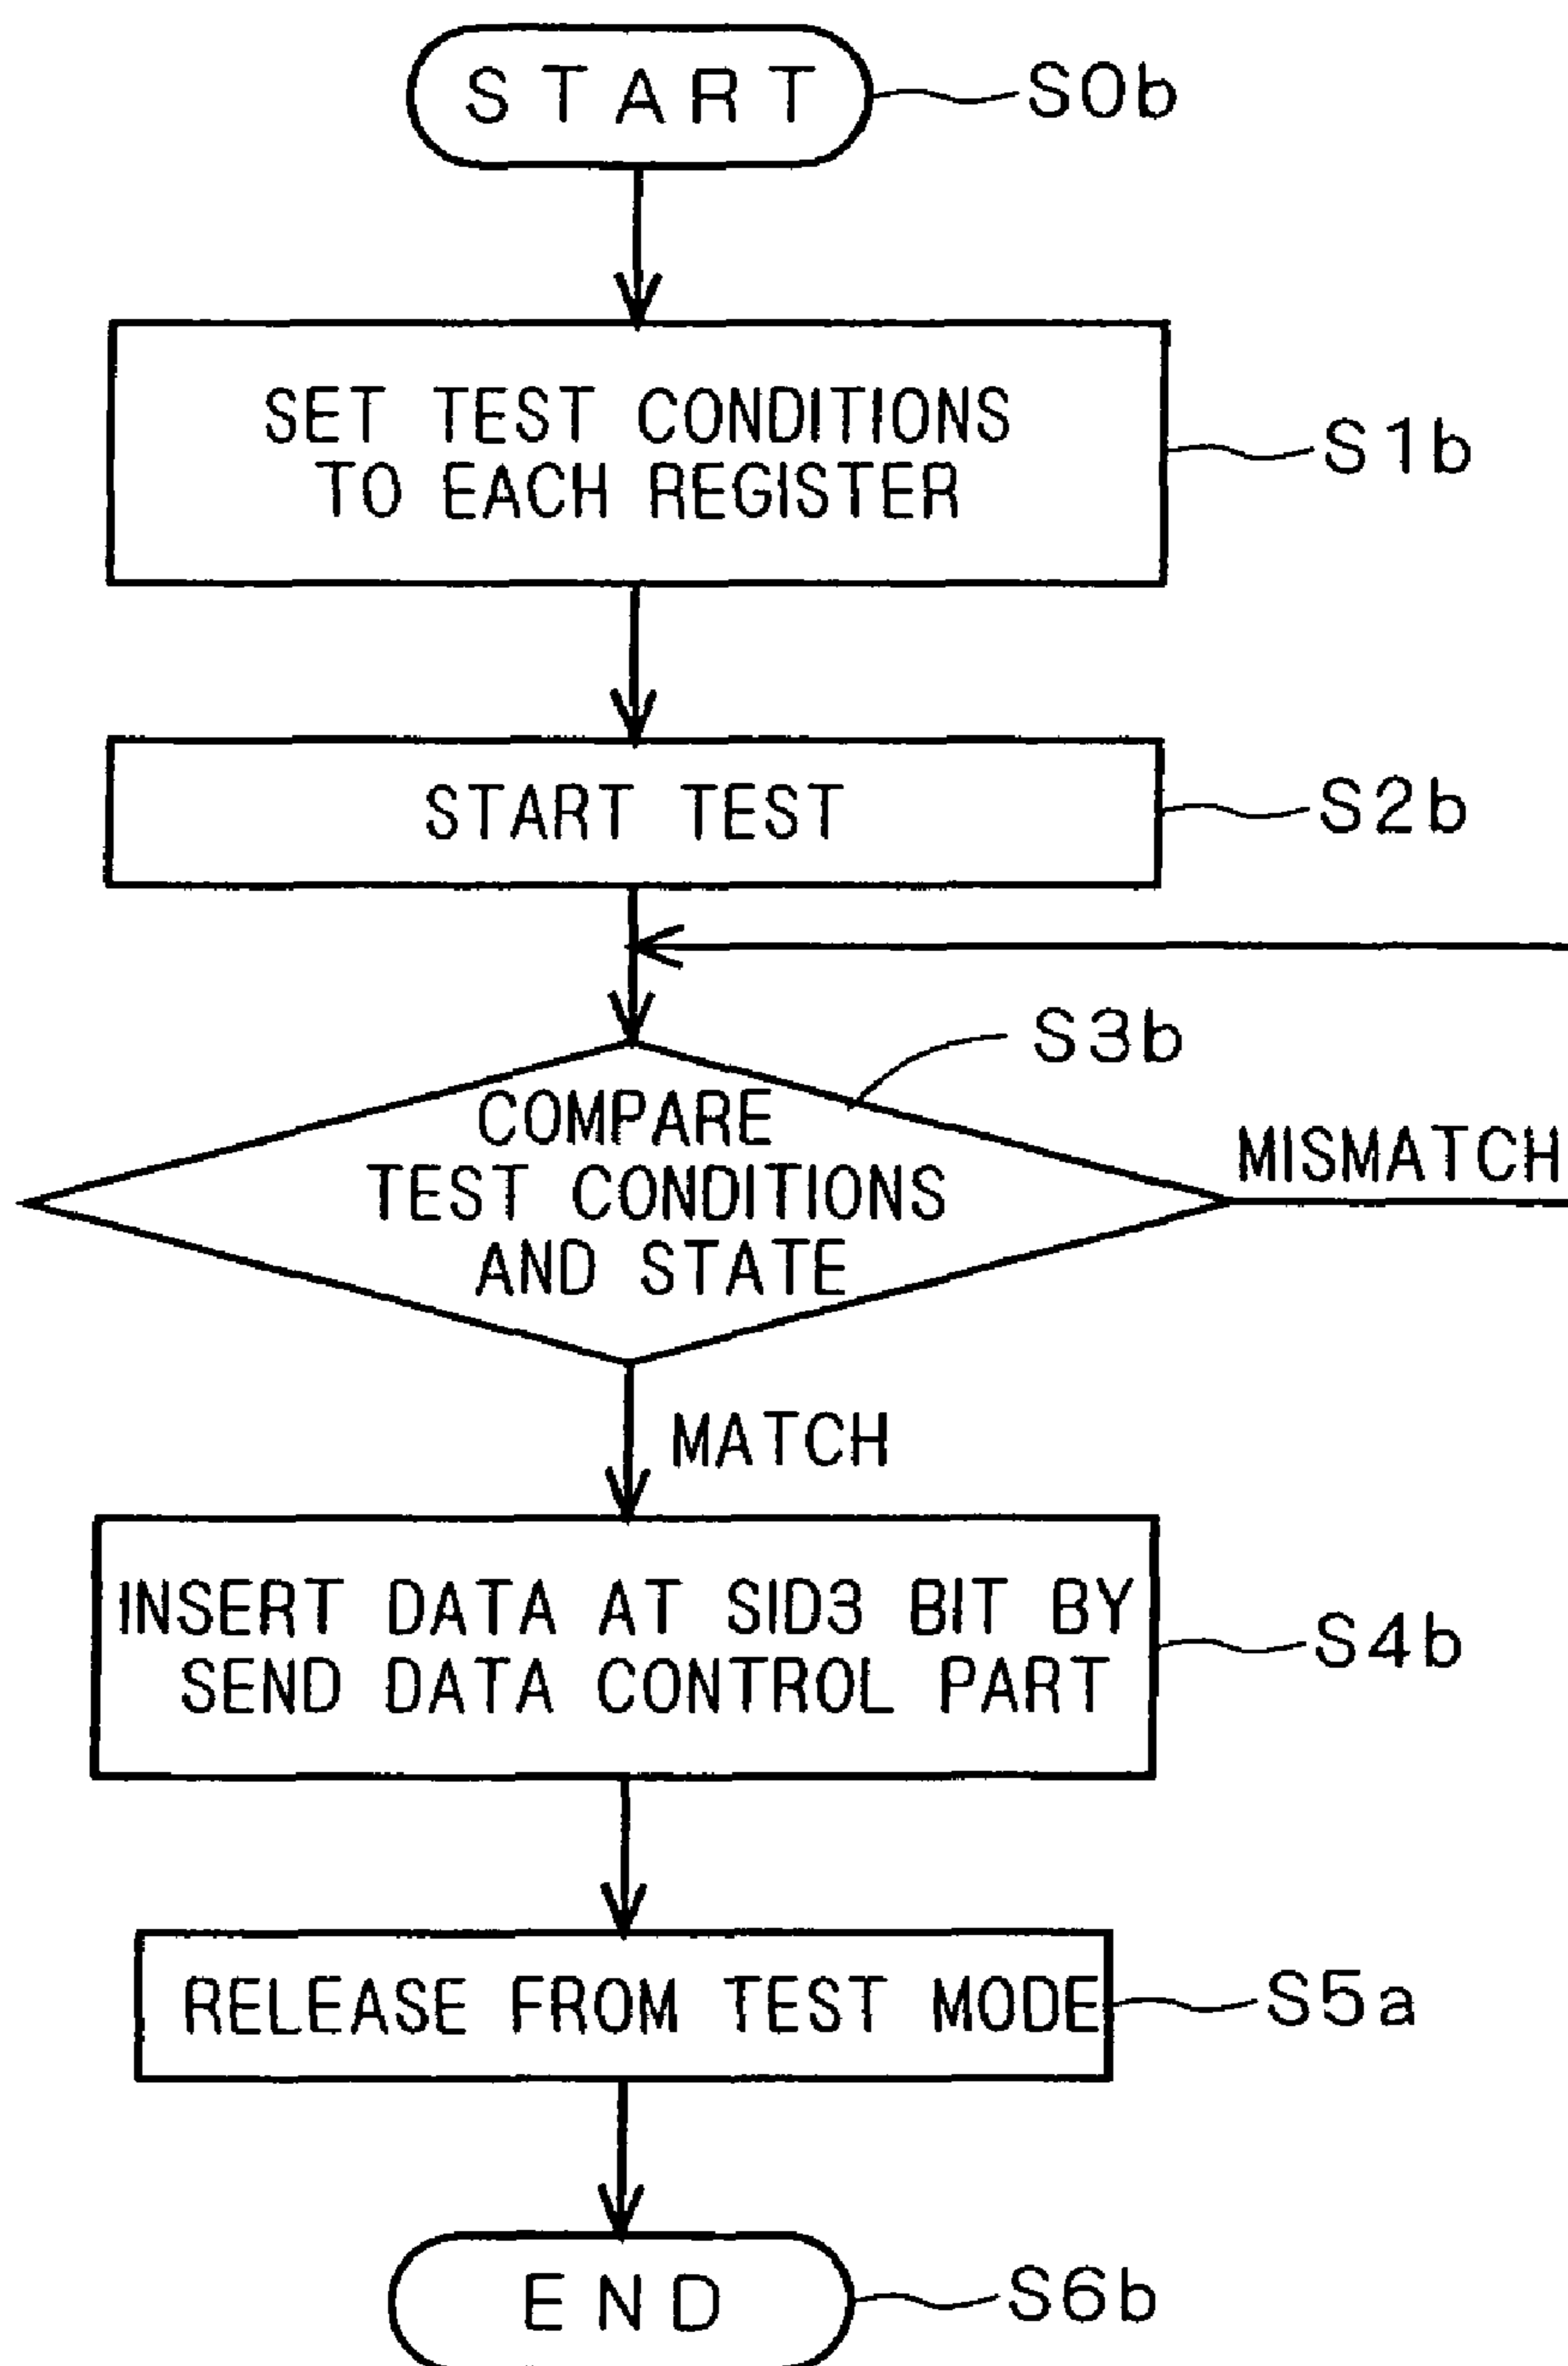 START
S0b
SET TEST CONDITIONS
TO EACH REGISTER
S1b
START TEST
S2b
S3b
COMPARE
TEST CONDITIONS
AND STATE
MISMATCH
MATCH
INSERT DATA AT SID3 BIT BY
SEND DATA CONTROL PART
S4b
RELEASE FROM TEST MODE
S5a
END
S6b